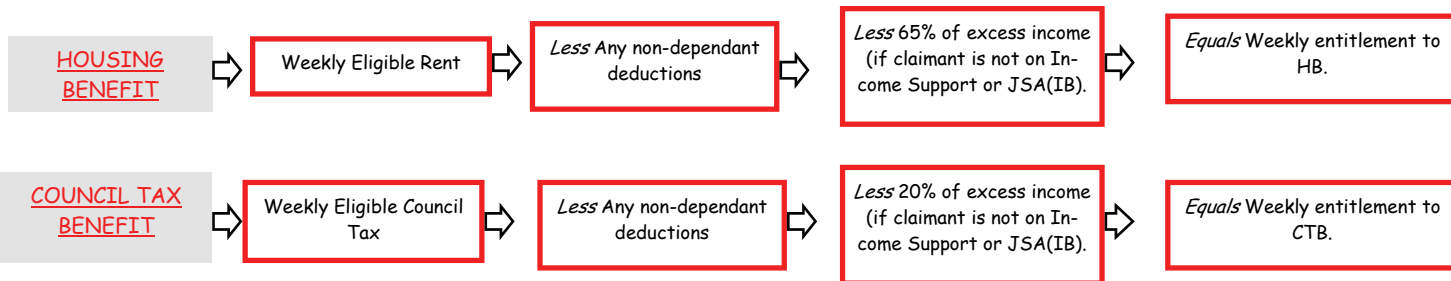 HOUSING
BENEFIT
Weekly Eligible Rent
Less Any non-dependant
deductions
Less 65% of excess income
(if claimant is not on In-
come Support or JSA(IB).
Equals Weekly entitlement to
HB.
COUNCIL TAX
BENEFIT
Weekly Eligible Council
Tax
Less Any non-dependant
deductions
Less 20% of excess income
(if claimant is not on In-
come Support or JSA(IB).
Equals Weekly entitlement to
CTB.